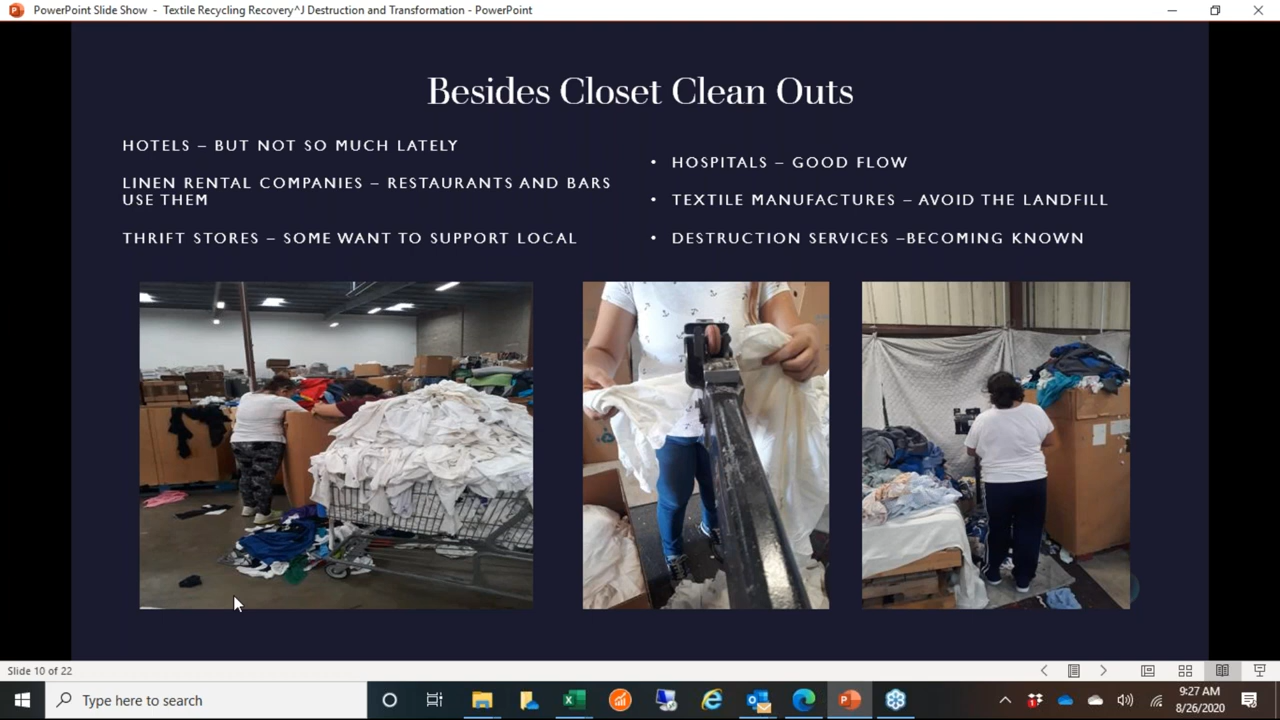 PowerPoint Slide Show - Textile Recycling Recovery^J Destruction and Transformation - PowerPoint
Besides Closet Clean Outs
HOTELS – BUT NOT SO MUCH LATELY
LINEN RENTAL COMPANIES – RESTAURANTS AND BARS
USE THEM
THRIFT STORES – SOME WANT TO SUPPORT LOCAL
• HOSPITALS – GOOD FLOW
• TEXTILE MANUFACTURES – AVOID THE LANDFILL
• DESTRUCTION SERVICES –BECOMING KNOWN
Slide 10 of 22
Type here to search
9:27 AM
8/26/2020